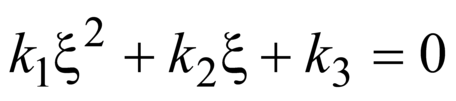 k₁ξ² + k₂ξ + k₃ = 0